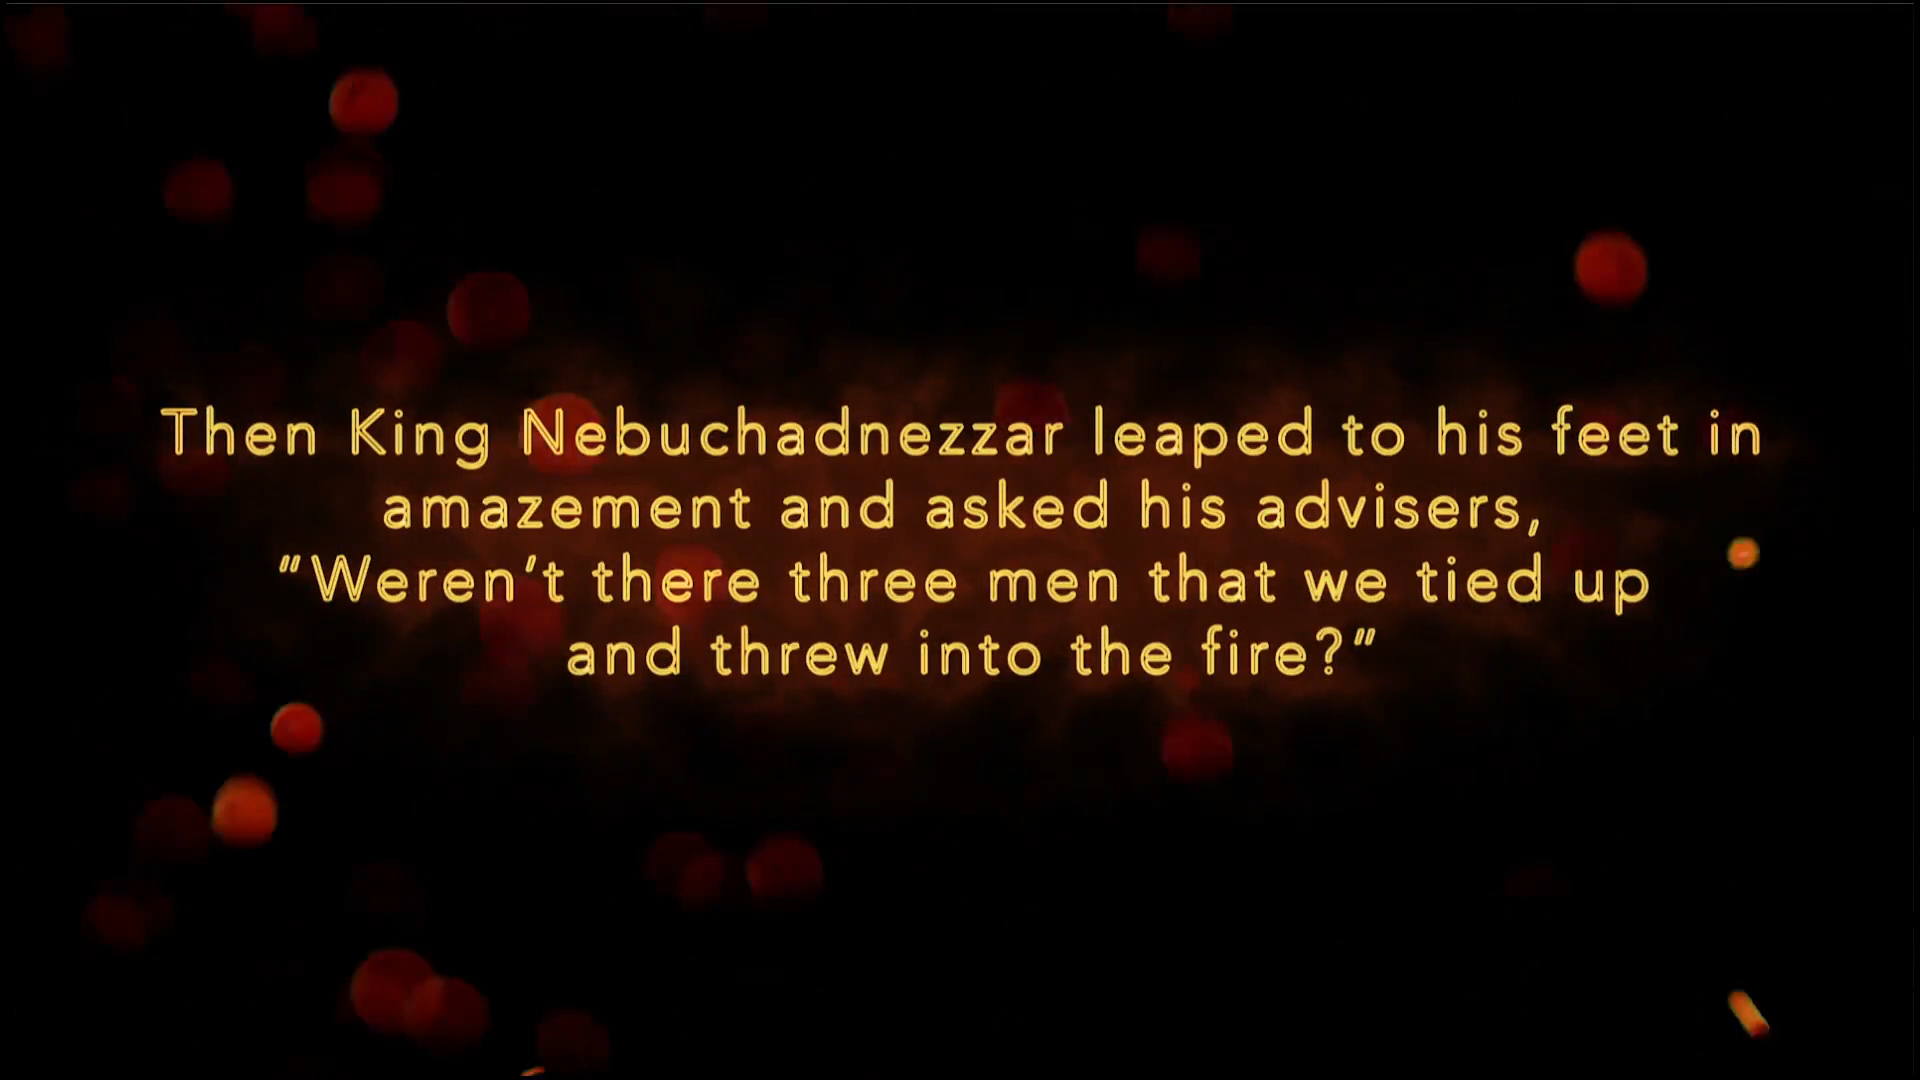 Then King Nebuchadnezzar leaped to his feet in
amazement and asked his advisers,
“Weren’t there three men that we tied up
and threw into the fire?”